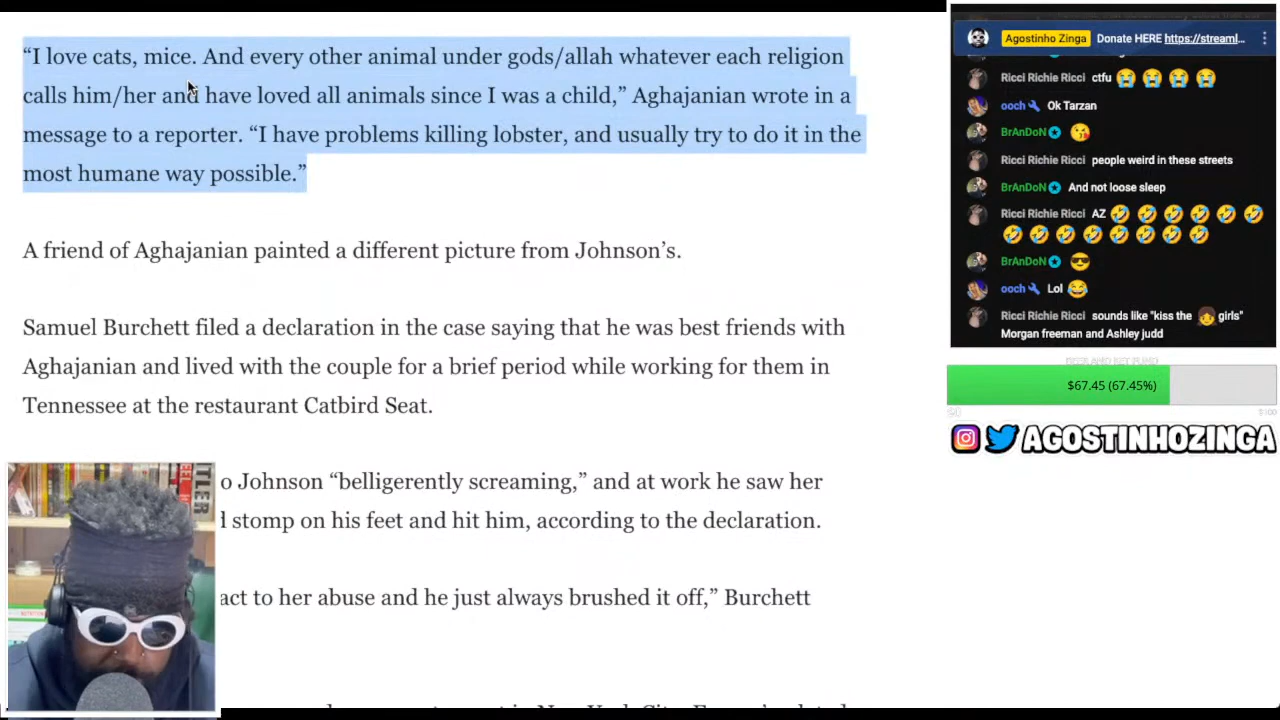 “I love cats, mice. And every other animal under gods/allah whatever each religion
calls him/her and have loved all animals since I was a child,” Aghajanian wrote in a
message to a reporter. “I have problems killing lobster, and usually try to do it in the
most humane way possible.”
A friend of Aghajanian painted a different picture from Johnson’s.
Samuel Burchett filed a declaration in the case saying that he was best friends with
Aghajanian and lived with the couple for a brief period while working for them in
Tennessee at the restaurant Catbird Seat.
o Johnson “belligerently screaming,” and at work he saw her
stomp on his feet and hit him, according to the declaration.
act to her abuse and he just always brushed it off,” Burchett
Agostinho Zinga Donate HERE https://streaml...
Ricci Richie Ricci ctfu 😭 😭 😭 😭
ooch Ok Tarzan
BrAnDoN 😘
Ricci Richie Ricci people weird in these streets
BrAnDoN And not loose sleep
Ricci Richie Ricci AZ 🤣 🤣 🤣 🤣 🤣 🤣
🤣 🤣 🤣 🤣 🤣 🤣 🤣 🤣
BrAnDoN 😎
ooch Lol 😂
Ricci Richie Ricci sounds like "kiss the 👧 girls"
Morgan freeman and Ashley judd
$67.45 (67.45%)
$100
AGOSTINHOZINGA